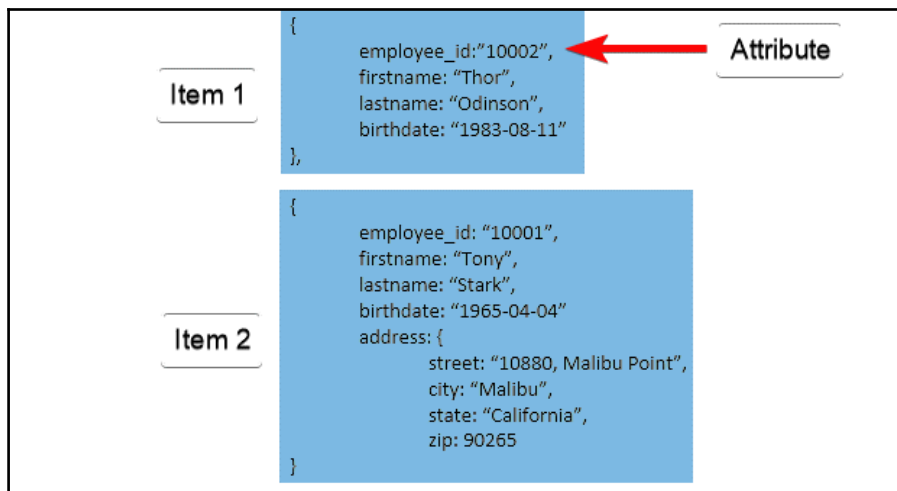 {
employee_id:“10002”,
Attribute
firstname: “Thor”,
Item 1
lastname: “Odinson”,
birthdate: “1983-08-11”
},
{
employee_id: “10001”,
firstname: “Tony”,
lastname: “Stark”,
birthdate: “1965-04-04”
Item 2
address: {
street: “10880, Malibu Point”,
city: “Malibu”,
state: “California”,
zip: 90265
}